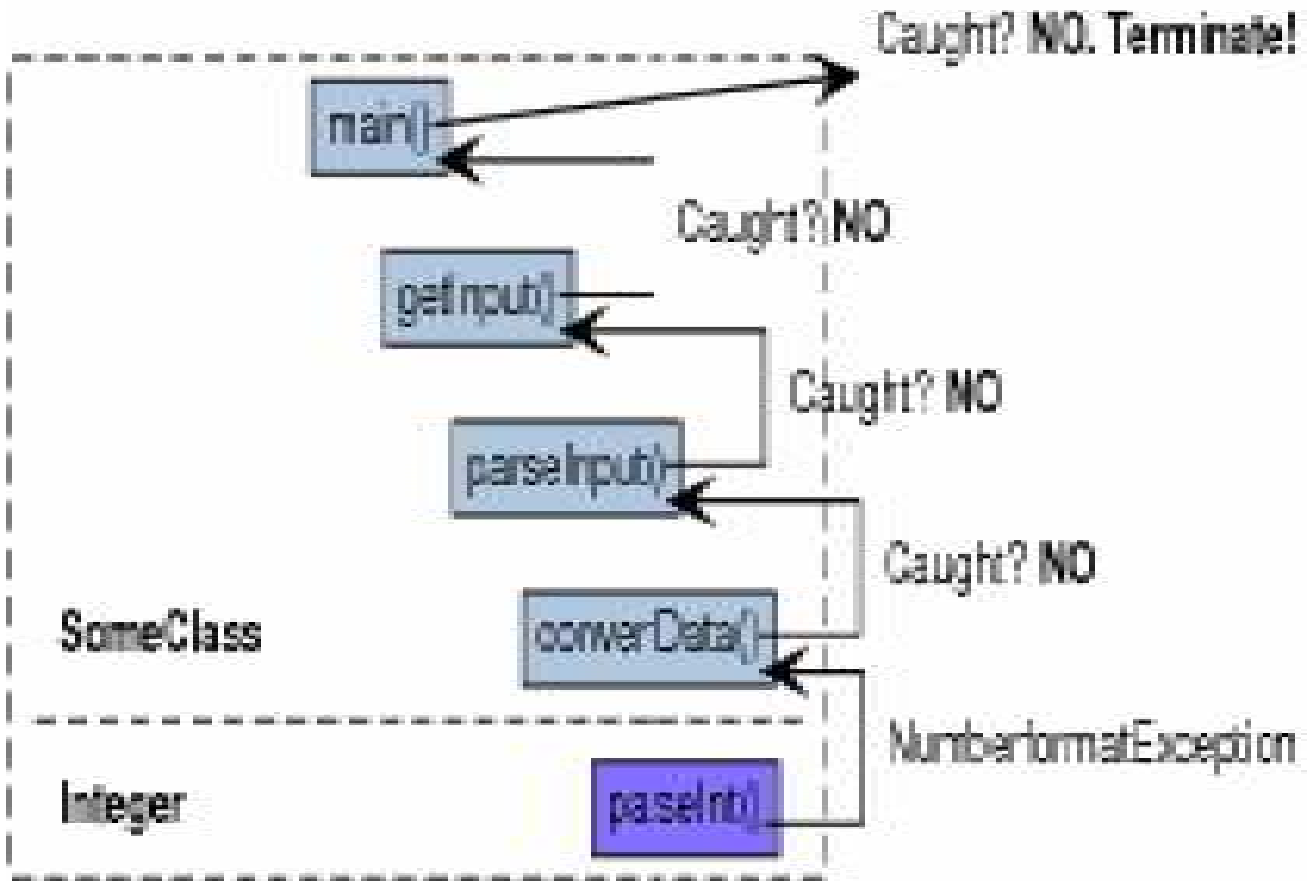 Caught? NO. Terminate!
main()
Caught? NO
getInput()
Caught? NO
parseInput()
Caught? NO
SomeClass
converData()
NumberformatException
Integer
parseInt()